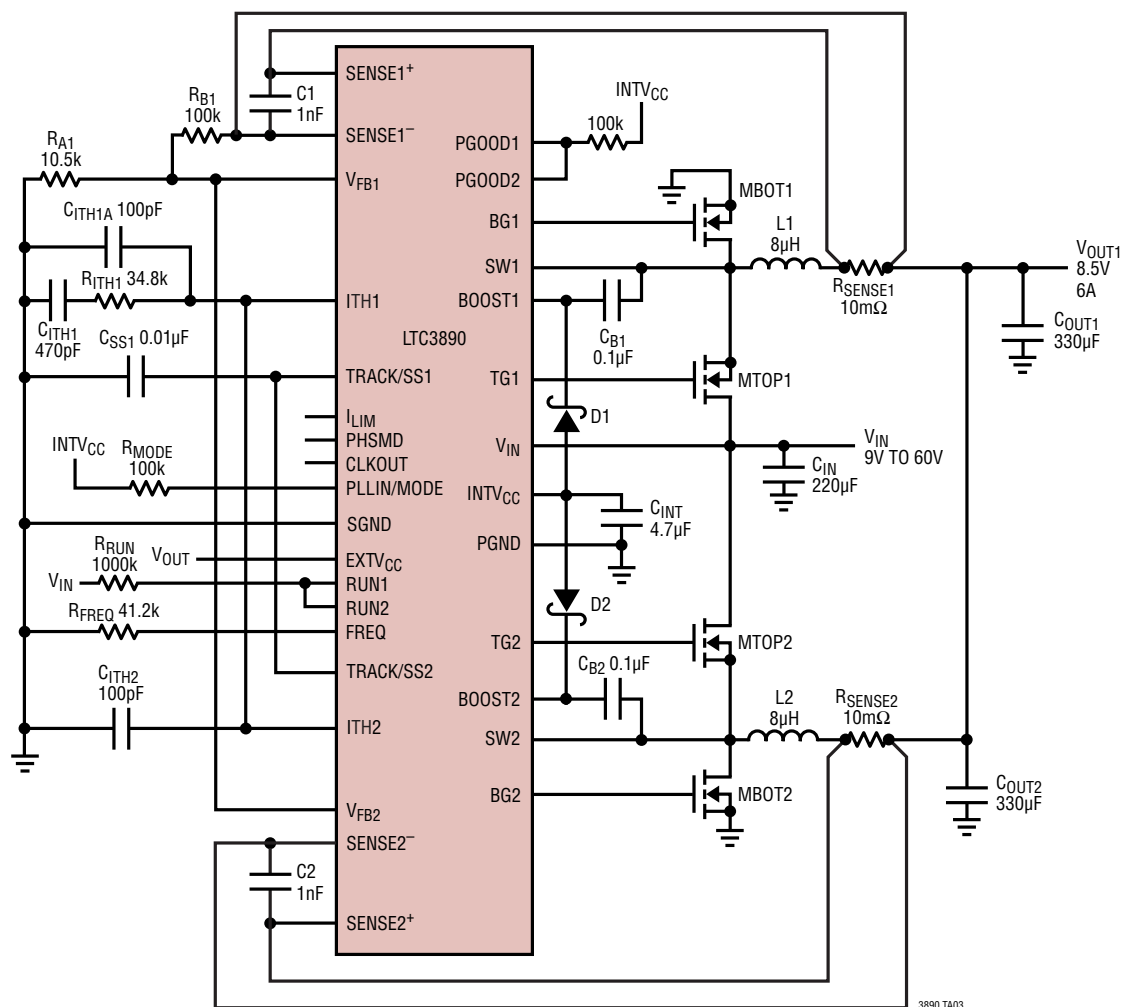 SENSE1+
C1
1nF
RB1
100k
SENSE1–
RA1
10.5k
VFB1
CITH1A 100pF
RITH1 34.8k
ITH1
CITH1
470pF
CSS1 0.01µF
TRACK/SS1
ILIM
PHSMD
CLKOUT
INTVCC
RMODE
100k
PLLIN/MODE
SGND
VOUT
EXTVCC
RRUN
1000k
VIN
RUN1
RUN2
RFREQ 41.2k
FREQ
TRACK/SS2
CITH2
100pF
ITH2
VFB2
SENSE2–
C2
1nF
SENSE2+
LTC3890
INTVCC
100k
PGOOD1
PGOOD2
MBOT1
BG1
L1
8µH
SW1
RSENSE1
10mΩ
VOUT1
8.5V
6A
COUT1
330µF
BOOST1
CB1
0.1µF
TG1
MTOP1
D1
VIN
VIN
9V TO 60V
CIN
220µF
INTVCC
CINT
4.7µF
PGND
D2
TG2
MTOP2
CB2 0.1µF
BOOST2
L2
8µH
RSENSE2
10mΩ
SW2
BG2
MBOT2
COUT2
330µF
3890 TA03